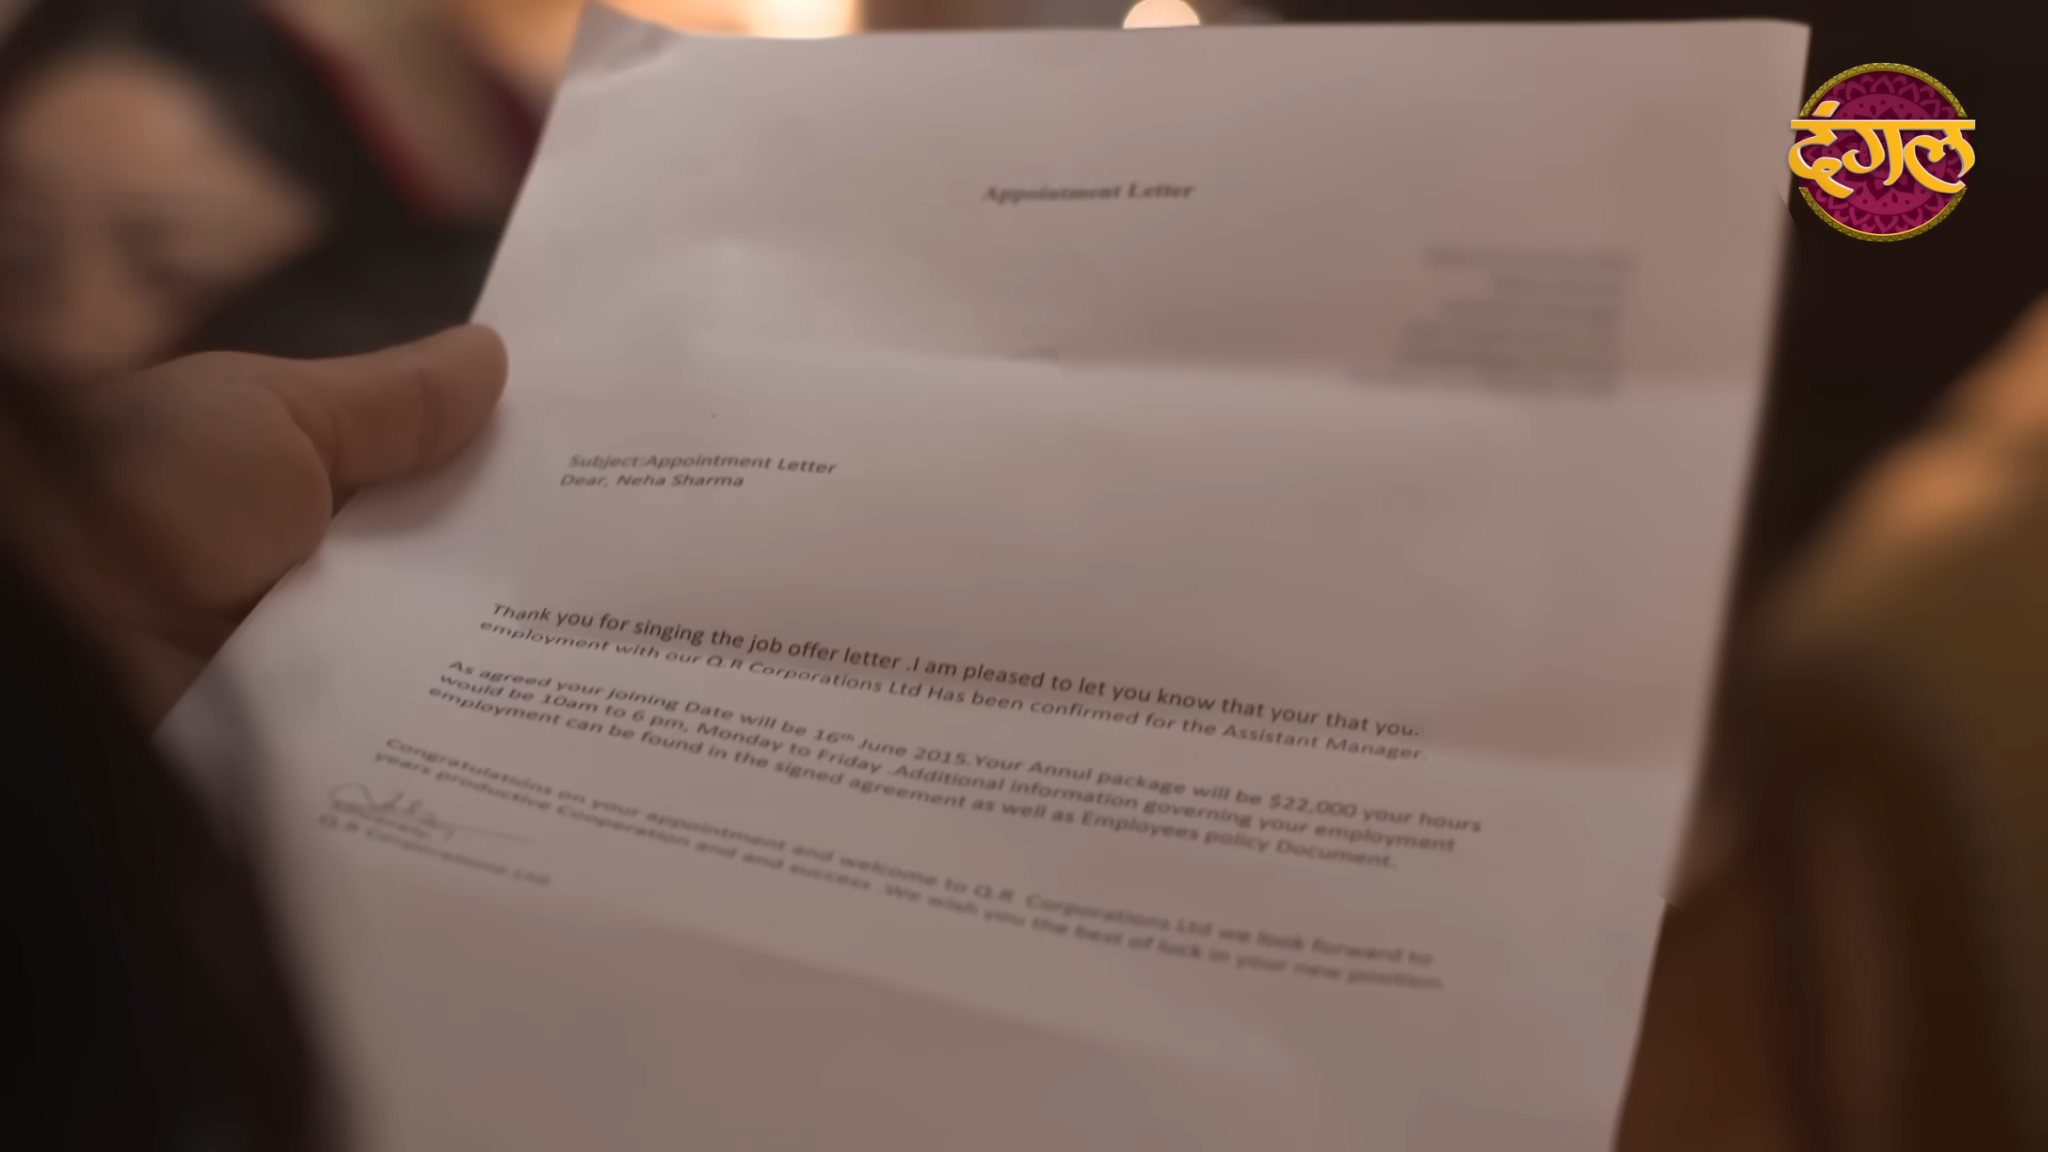 दंगल
Appointment Letter
Subject:Appointment Letter
Dear, Neha Sharma
Thank you for singing the job offer letter .I am pleased to let you know that your that you.
employment with our Q.R Corporations Ltd Has been confirmed for the Assistant Manager.
As agreed your joining Date will be 16th June 2015.Your Annul package will be $22,000 your hours
would be 10am to 6 pm, Monday to Friday .Additional information governing your employment
employment can be found in the signed agreement as well as Employees policy Document.
Congratulations on your appointment and welcome to Q.R Corporations Ltd we look forward to
years productive Cooperation and and success .We wish you the best of luck in your new position.
Sincerely,
Q.R Corporations Ltd